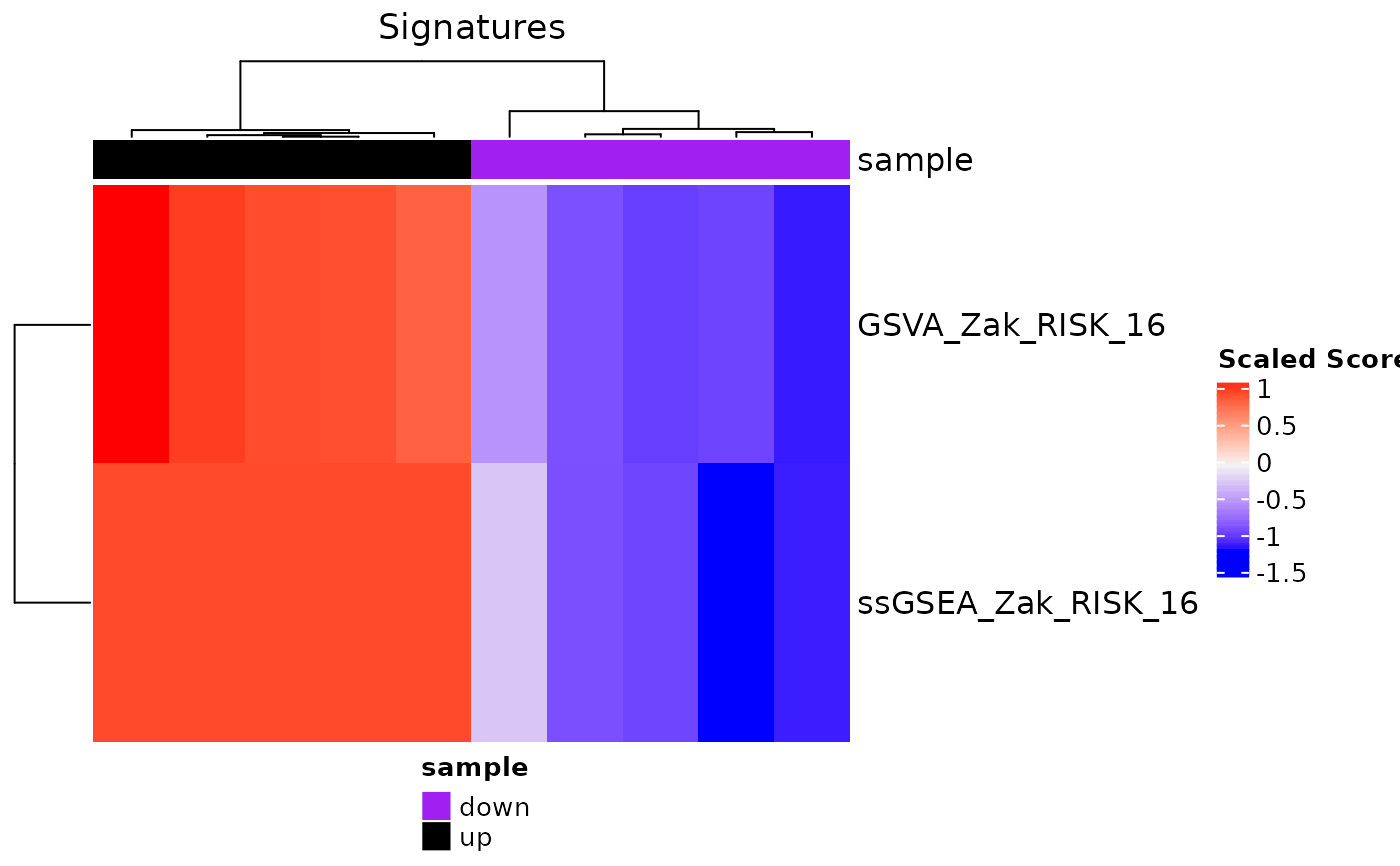 Signatures
sample
GSVA_Zak_RISK_16
ssGSEA_Zak_RISK_16
Scaled Score
1
0.5
0
-0.5
-1
-1.5
sample
down
up